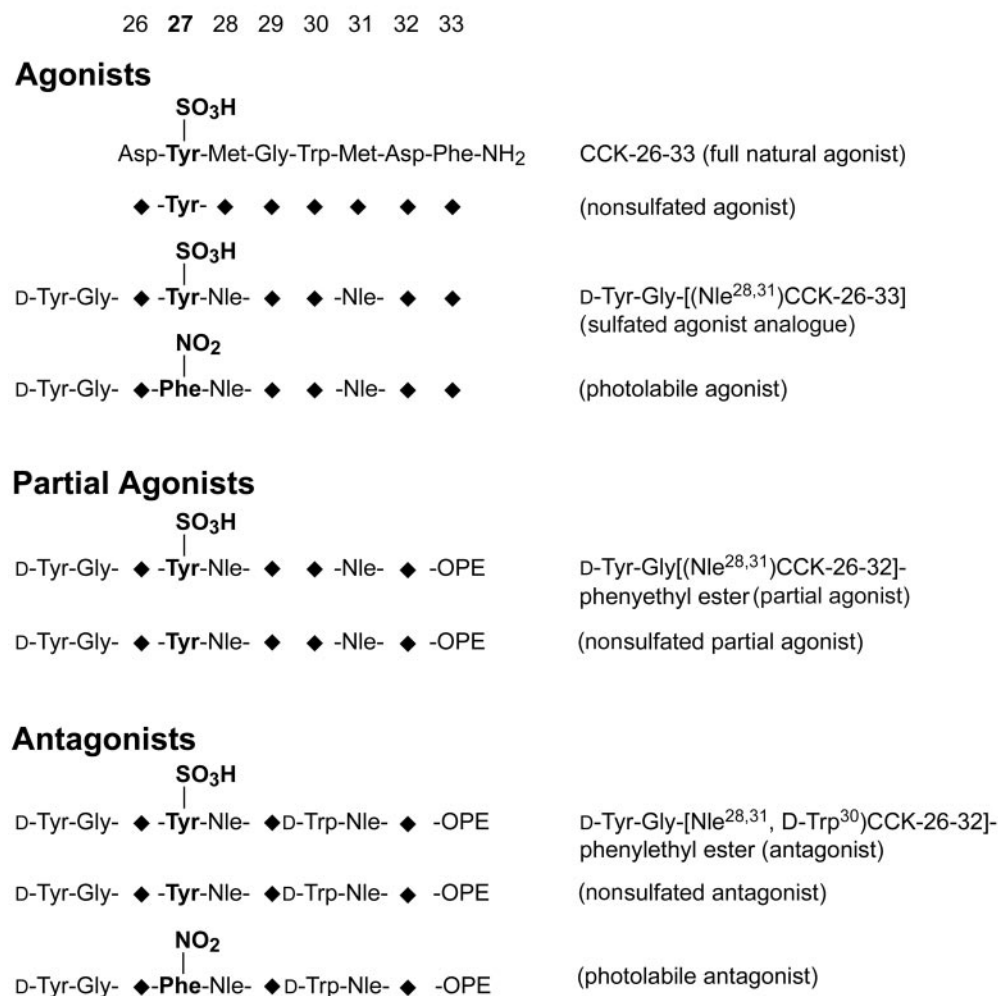 26 27 28 29 30 31 32 33
Agonists
SO3H
Asp-Tyr-Met-Gly-Trp-Met-Asp-Phe-NH2 CCK-26-33 (full natural agonist)
◆ -Tyr- ◆ ◆ ◆ ◆ ◆ ◆ (nonsulfated agonist)
SO3H
D-Tyr-Gly- ◆ -Tyr-Nle- ◆ ◆ -Nle- ◆ ◆ D-Tyr-Gly-[(Nle28,31)CCK-26-33]
(sulfated agonist analogue)
NO2
D-Tyr-Gly- ◆-Phe-Nle- ◆ ◆ -Nle- ◆ ◆ (photolabile agonist)
Partial Agonists
SO3H
D-Tyr-Gly- ◆ -Tyr-Nle- ◆ ◆ -Nle- ◆ -OPE D-Tyr-Gly[(Nle28,31)CCK-26-32]-
phenyethyl ester (partial agonist)
D-Tyr-Gly- ◆ -Tyr-Nle- ◆ ◆ -Nle- ◆ -OPE (nonsulfated partial agonist)
Antagonists
SO3H
D-Tyr-Gly- ◆ -Tyr-Nle- ◆D-Trp-Nle- ◆ -OPE D-Tyr-Gly-[Nle28,31, D-Trp30)CCK-26-32]-
phenylethyl ester (antagonist)
D-Tyr-Gly- ◆ -Tyr-Nle- ◆D-Trp-Nle- ◆ -OPE (nonsulfated antagonist)
NO2
D-Tyr-Gly- ◆-Phe-Nle- ◆D-Trp-Nle- ◆ -OPE (photolabile antagonist)